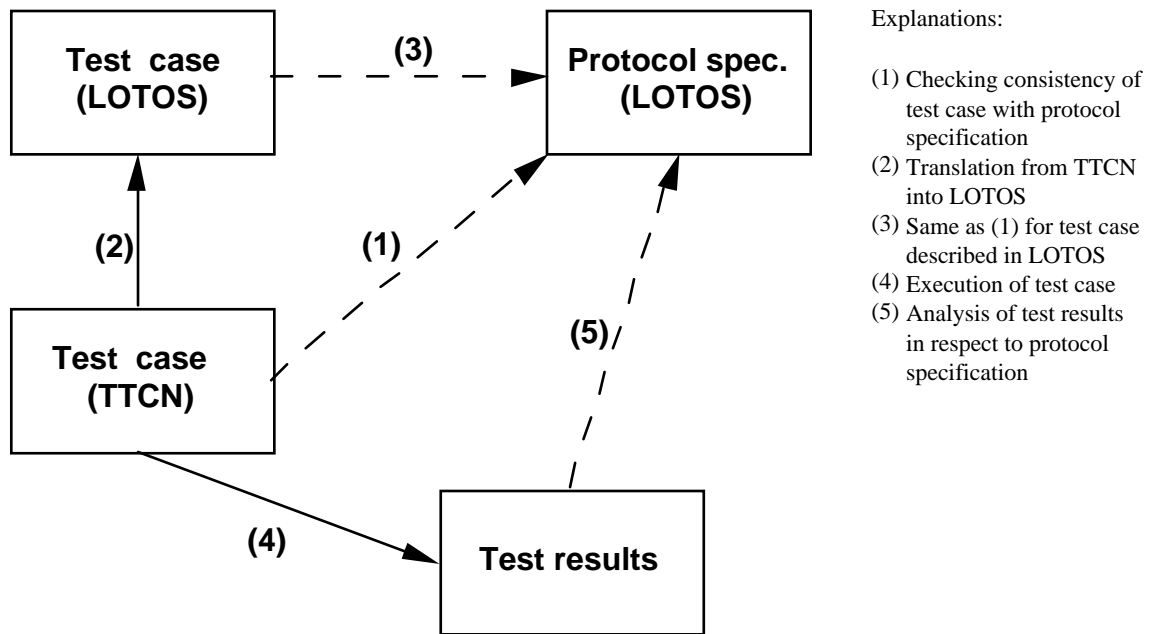 Test case
(LOTOS)
(3)
Protocol spec.
(LOTOS)
(2)
(1)
(5)
Test case
(TTCN)
(4)
Test results
Explanations:
(1) Checking consistency of
test case with protocol
specification
(2) Translation from TTCN
into LOTOS
(3) Same as (1) for test case
described in LOTOS
(4) Execution of test case
(5) Analysis of test results
in respect to protocol
specification